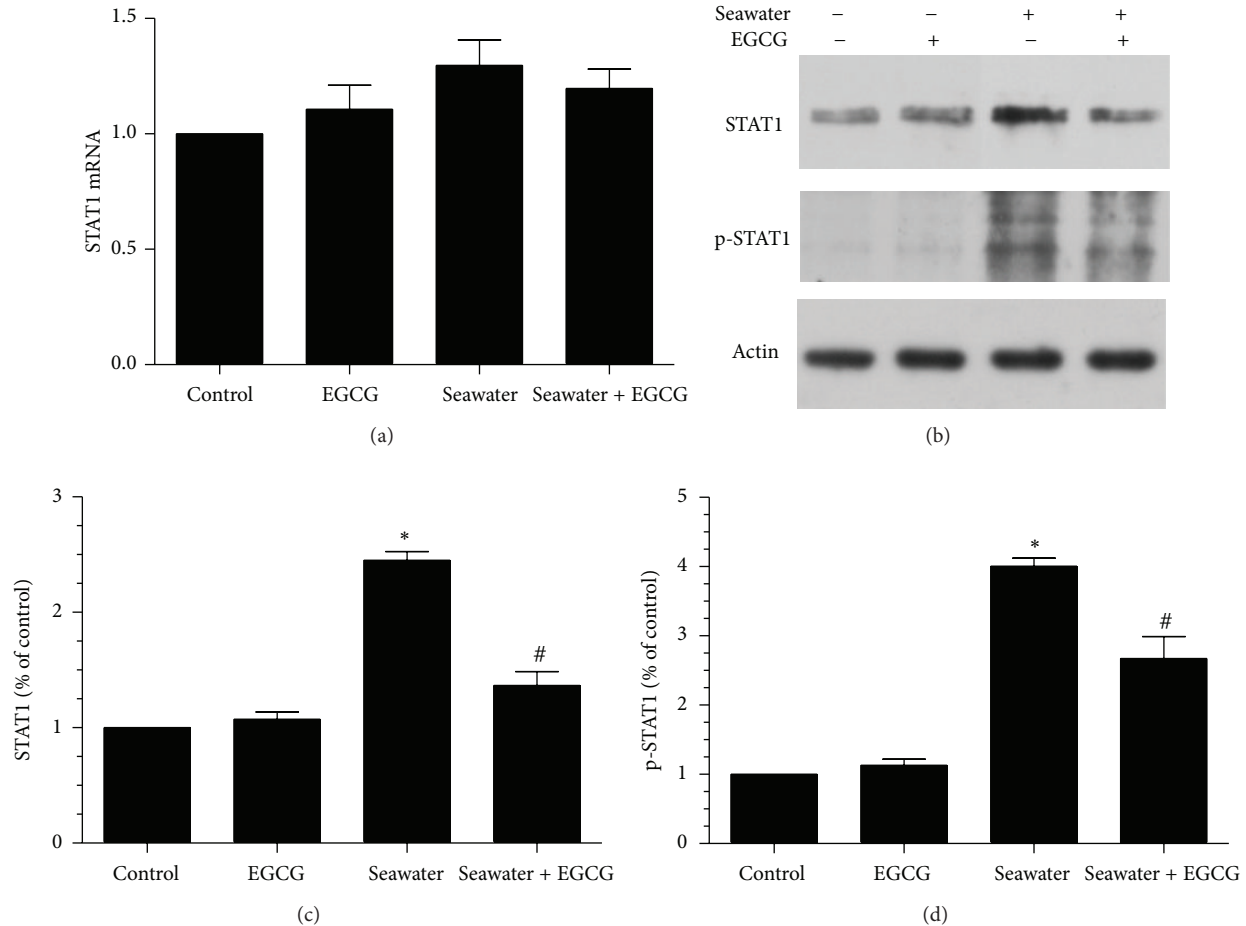 1.5
1.0
0.5
0.0
STAT1 mRNA
Control EGCG Seawater Seawater + EGCG
(a)
Seawater − − + +
EGCG − + − +
STAT1
p-STAT1
Actin
(b)
3
2
1
0
STAT1 (% of control)
*
#
Control EGCG Seawater Seawater + EGCG
(c)
5
4
3
2
1
0
p-STAT1 (% of control)
*
#
Control EGCG Seawater Seawater + EGCG
(d)